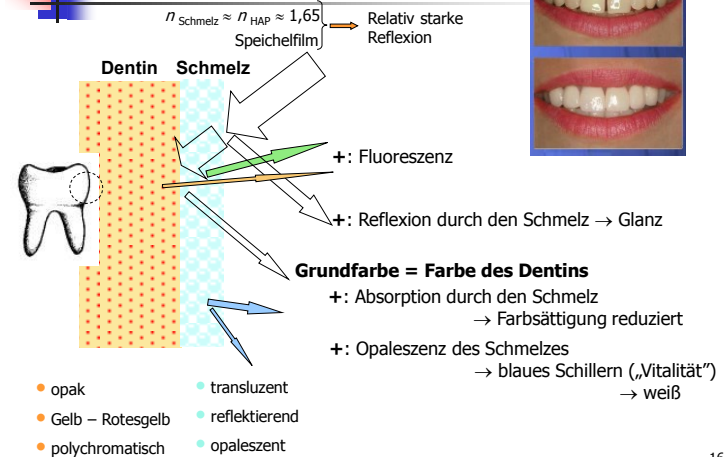 n Schmelz ≈ n HAP ≈ 1,65
Speichelfilm
Relativ starke
Reflexion
Dentin Schmelz
+: Fluoreszenz
+: Reflexion durch den Schmelz → Glanz
Grundfarbe = Farbe des Dentins
+: Absorption durch den Schmelz
→ Farbsättigung reduziert
+: Opaleszenz des Schmelzes
→ blaues Schillern („Vitalität”)
→ weiß
• opak
• Gelb – Rotesgelb
• polychromatisch
• transluzent
• reflektierend
• opaleszent
16